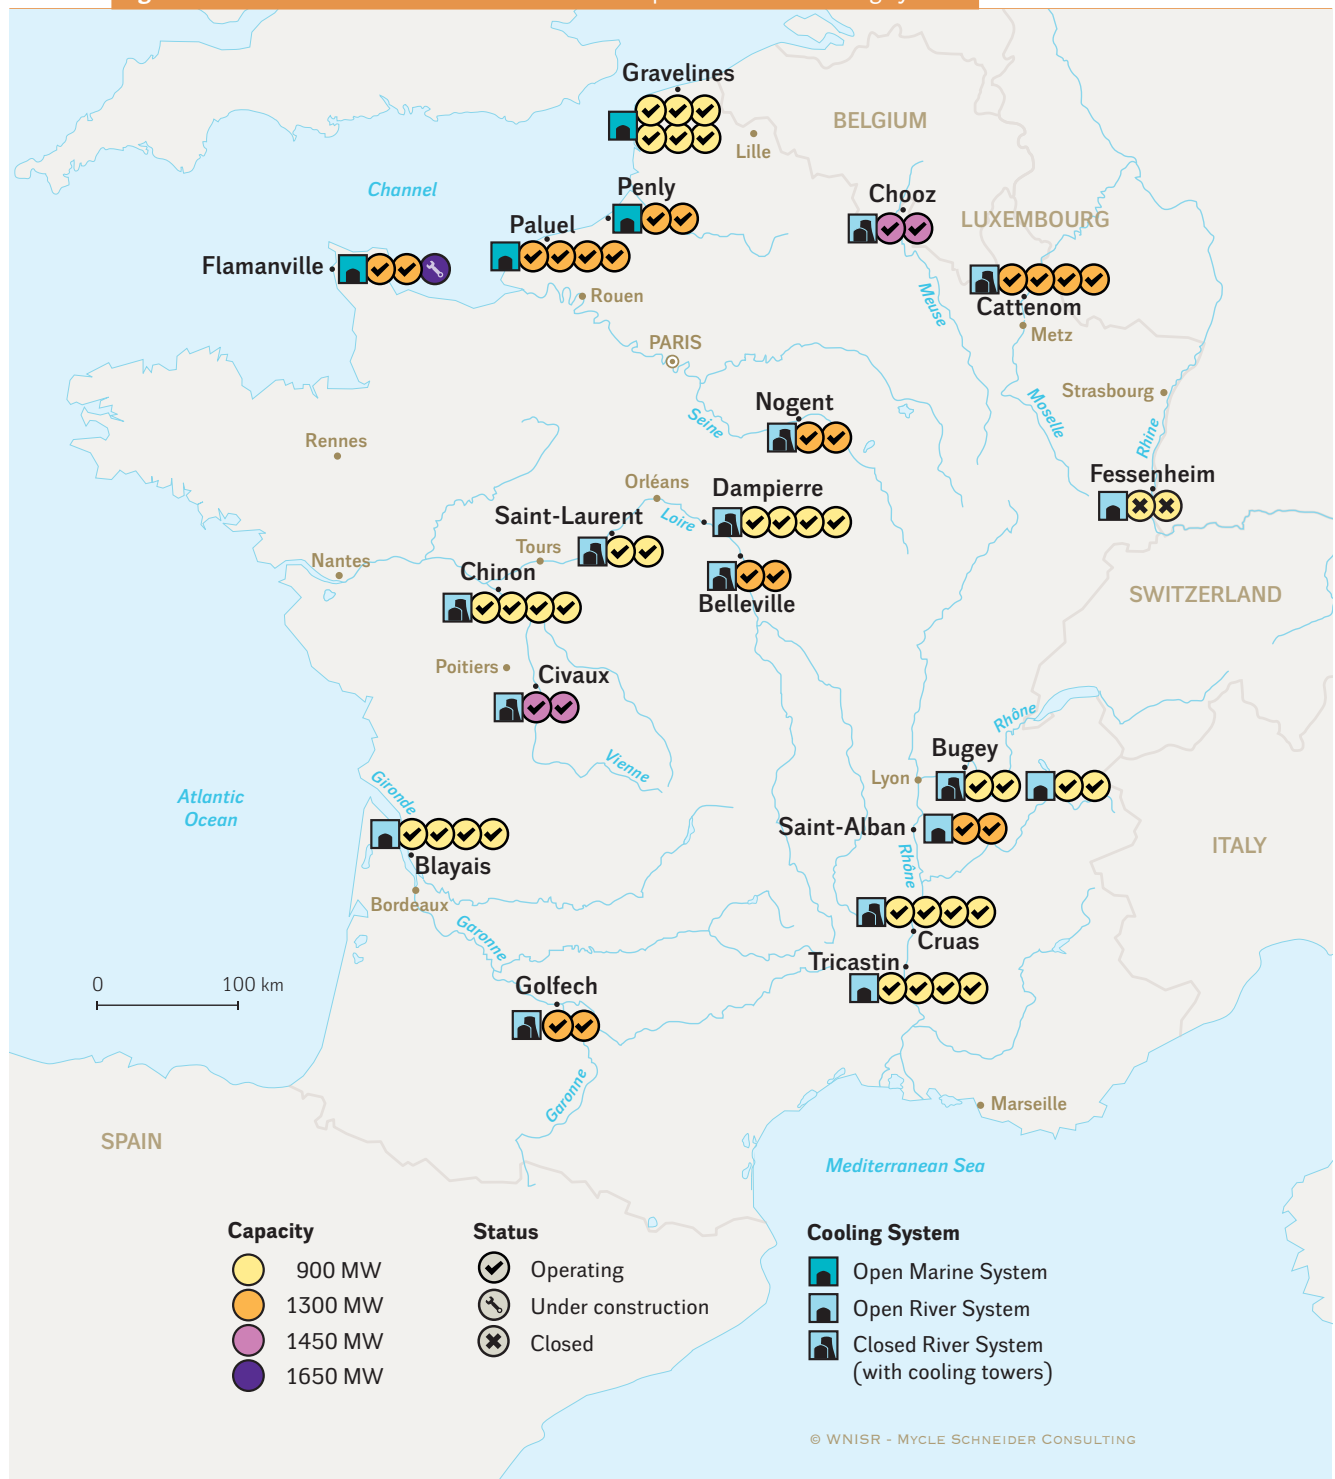 Gravelines
BELGIUM
Lille
Channel
Penly
Chooz
Paluel
LUXEMBOURG
Flamanville
Cattenom
Rouen
Meuse
Metz
PARIS
Strasbourg
Nogent
Moselle
Seine
Rhine
Rennes
Fessenheim
Orléans
Dampierre
Saint-Laurent
Loire
Tours
Nantes
Chinon
SWITZERLAND
Belleville
Poitiers
Civaux
Rhône
Bugey
Vienne
Lyon
Gironde
Atlantic
Ocean
Saint-Alban
ITALY
Blayais
Rhône
Bordeaux
Garonne
Cruas
Tricastin
0 100 km
Golfech
Garonne
Marseille
SPAIN
Mediterranean Sea
Capacity
900 MW
1300 MW
1450 MW
1650 MW
Status
Operating
Under construction
Closed
Cooling System
Open Marine System
Open River System
Closed River System
(with cooling towers)
© WNISR - Mycle Schneider Consulting